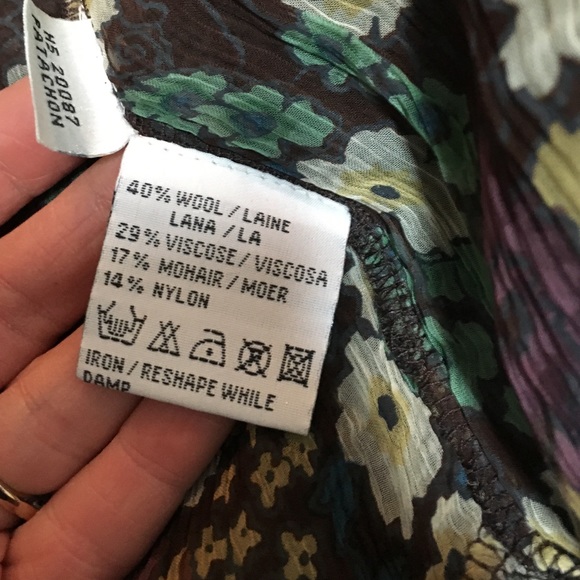 H5 20087
PATACHON
40% WOOL / LAINE
LANA / LA
29% VISCOSE / VISCOSA
17% MOHAIR / MOER
14% NYLON
IRON / RESHAPE WHILE
DAMP